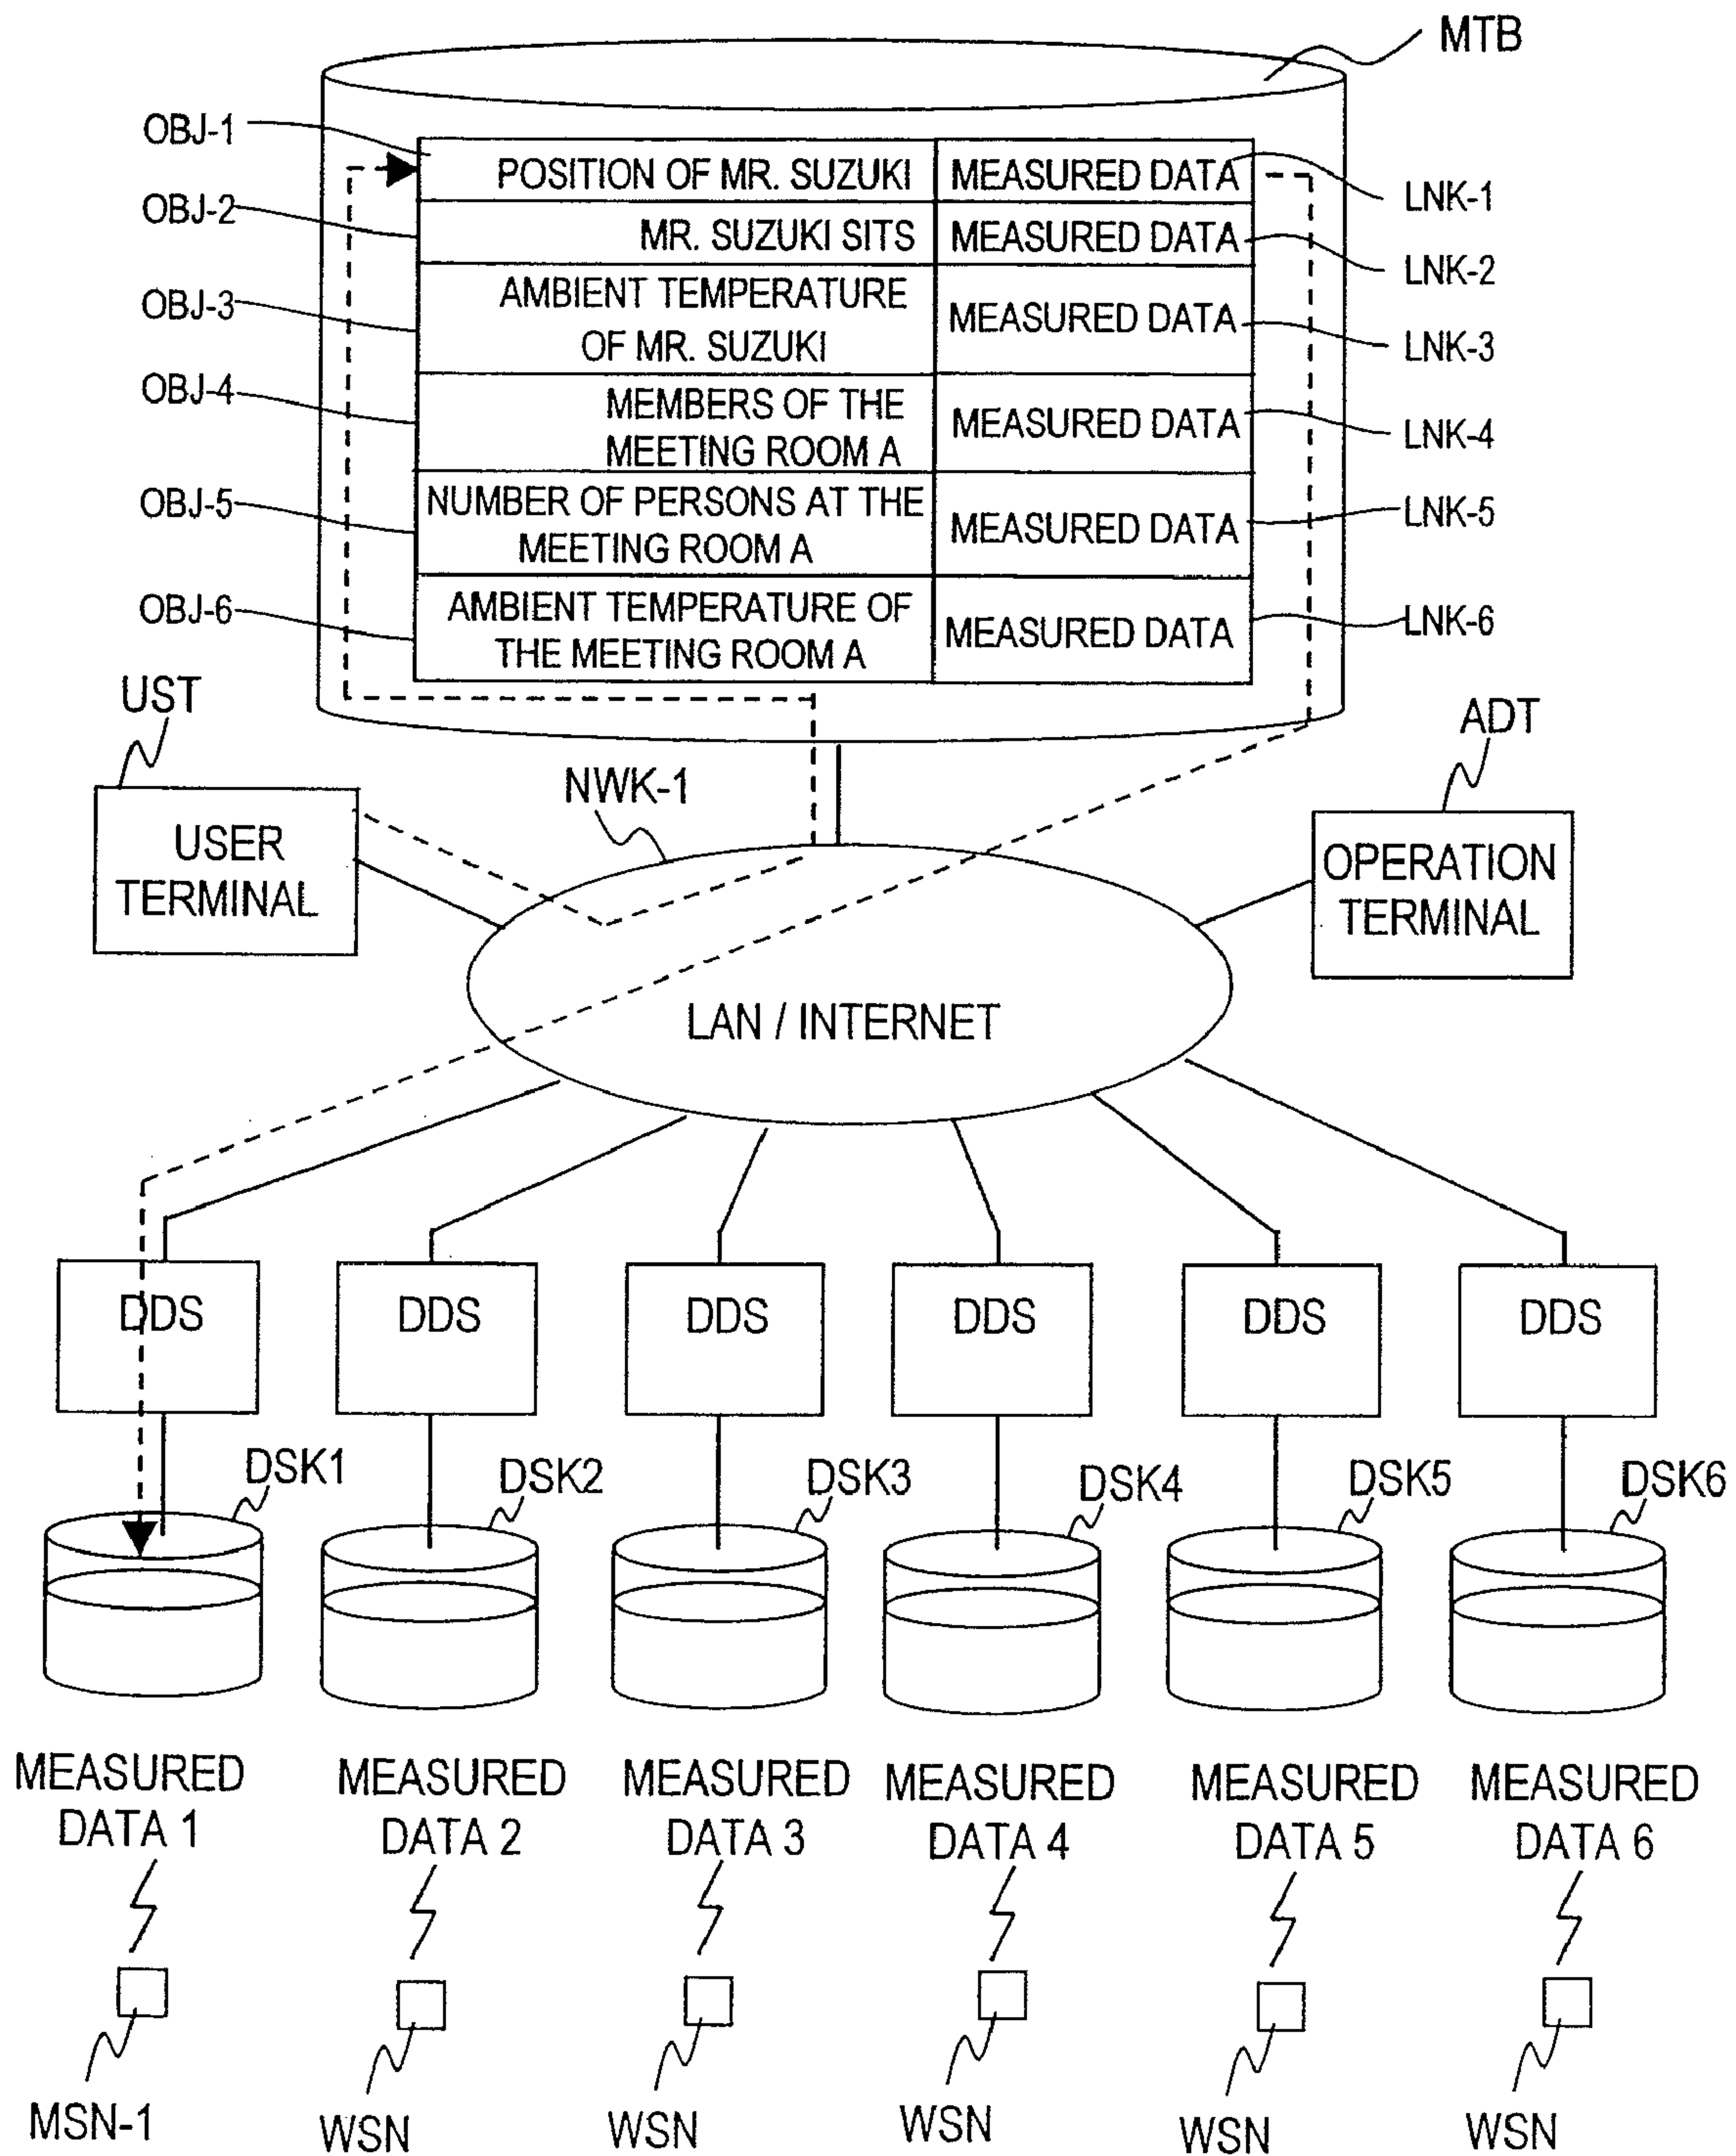 MTB
OBJ-1
POSITION OF MR. SUZUKI
MEASURED DATA
LNK-1
OBJ-2
MR. SUZUKI SITS
MEASURED DATA
LNK-2
OBJ-3
AMBIENT TEMPERATURE
OF MR. SUZUKI
MEASURED DATA
LNK-3
OBJ-4
MEMBERS OF THE
MEETING ROOM A
MEASURED DATA
LNK-4
OBJ-5
NUMBER OF PERSONS AT THE
MEETING ROOM A
MEASURED DATA
LNK-5
OBJ-6
AMBIENT TEMPERATURE OF
THE MEETING ROOM A
MEASURED DATA
LNK-6
UST
USER
TERMINAL
NWK-1
ADT
OPERATION
TERMINAL
LAN / INTERNET
DDS
DDS
DDS
DDS
DDS
DDS
DSK1
DSK2
DSK3
DSK4
DSK5
DSK6
MEASURED
DATA 1
MEASURED
DATA 2
MEASURED
DATA 3
MEASURED
DATA 4
MEASURED
DATA 5
MEASURED
DATA 6
MSN-1
WSN
WSN
WSN
WSN
WSN